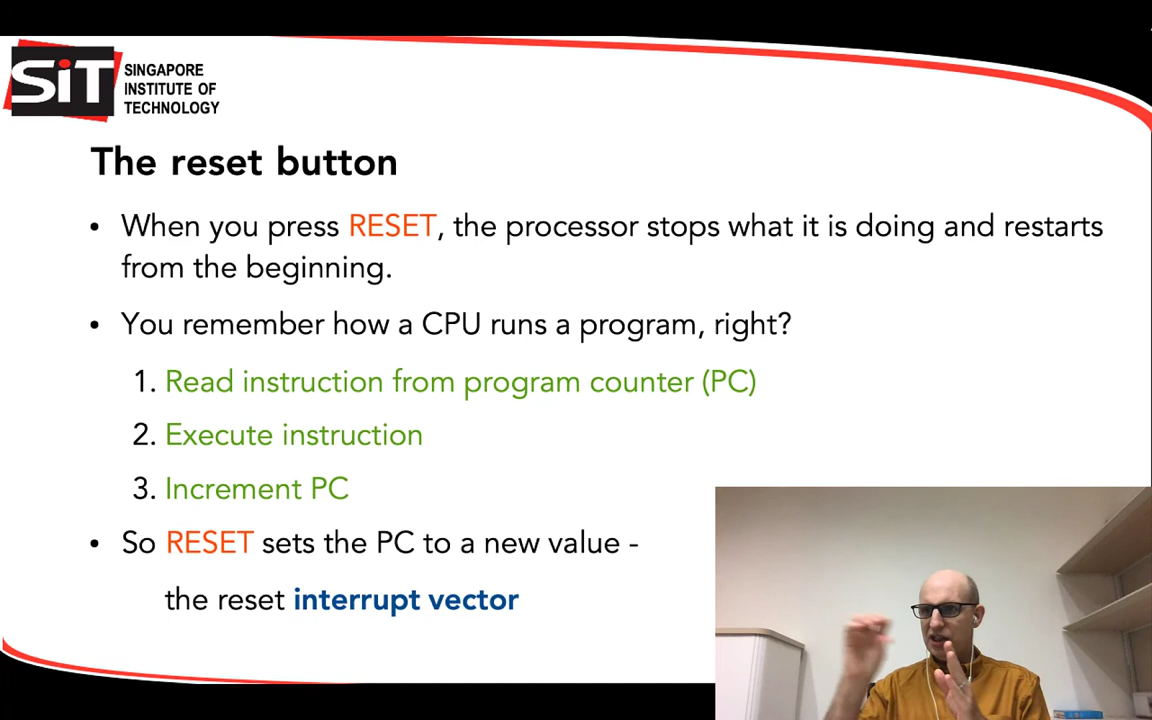 SiT
SINGAPORE
INSTITUTE OF
TECHNOLOGY
The reset button
• When you press RESET, the processor stops what it is doing and restarts
from the beginning.
• You remember how a CPU runs a program, right?
1. Read instruction from program counter (PC)
2. Execute instruction
3. Increment PC
• So RESET sets the PC to a new value -
the reset interrupt vector